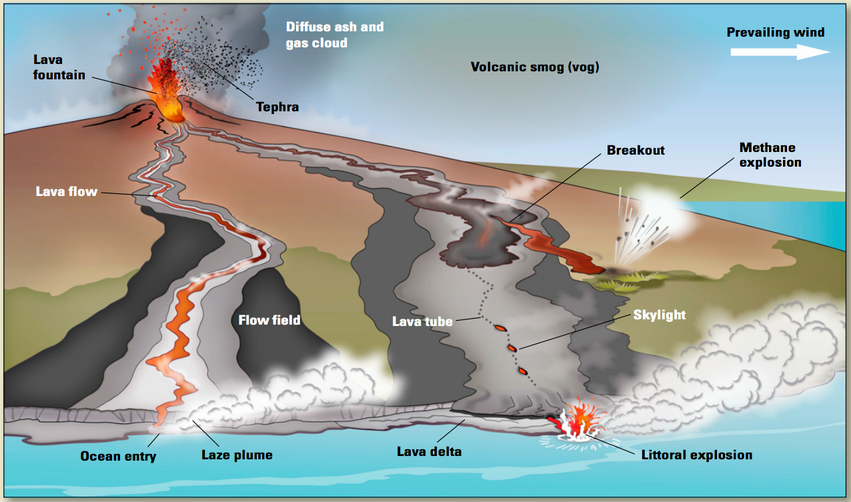 Diffuse ash and
gas cloud
Prevailing wind
Lava
fountain
Volcanic smog (vog)
Tephra
Breakout
Methane
explosion
Lava flow
Flow field
Lava tube
Skylight
Ocean entry
Laze plume
Lava delta
Littoral explosion